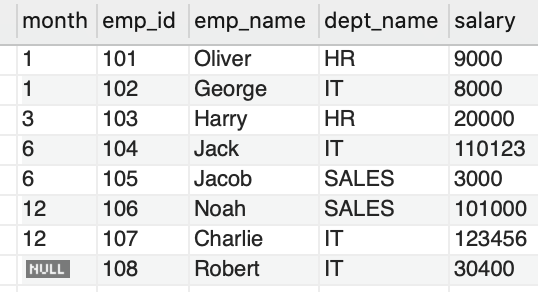 month emp_id emp_name dept_name salary
1 101 Oliver HR 9000
1 102 George IT 8000
3 103 Harry HR 20000
6 104 Jack IT 110123
6 105 Jacob SALES 3000
12 106 Noah SALES 101000
12 107 Charlie IT 123456
NULL 108 Robert IT 30400